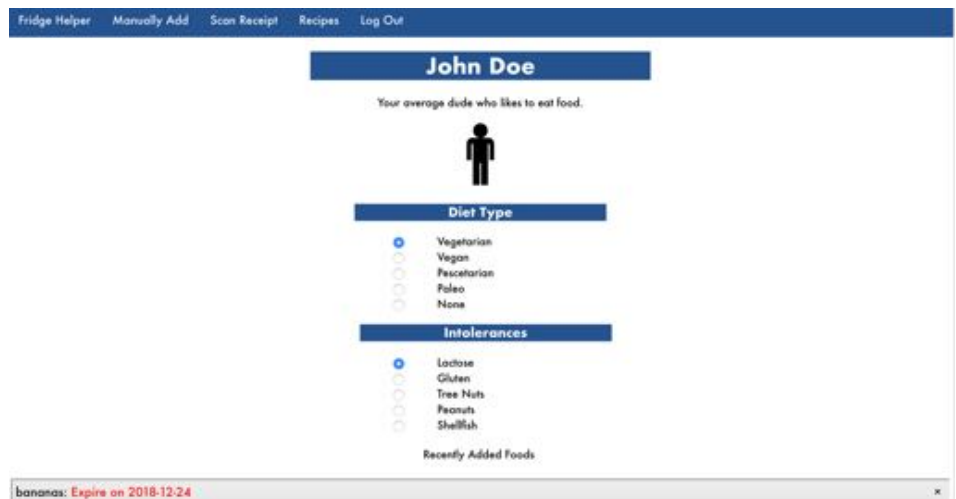 Fridge Helper Manually Add Scan Receipt Recipes Log Out
John Doe
Your average dude who likes to eat food.
Diet Type
Vegetarian
Vegan
Pescetarian
Paleo
None
Intolerances
Lactose
Gluten
Tree Nuts
Peanuts
Shellfish
Recently Added Foods
bananas: Expire on 2018-12-24 ×